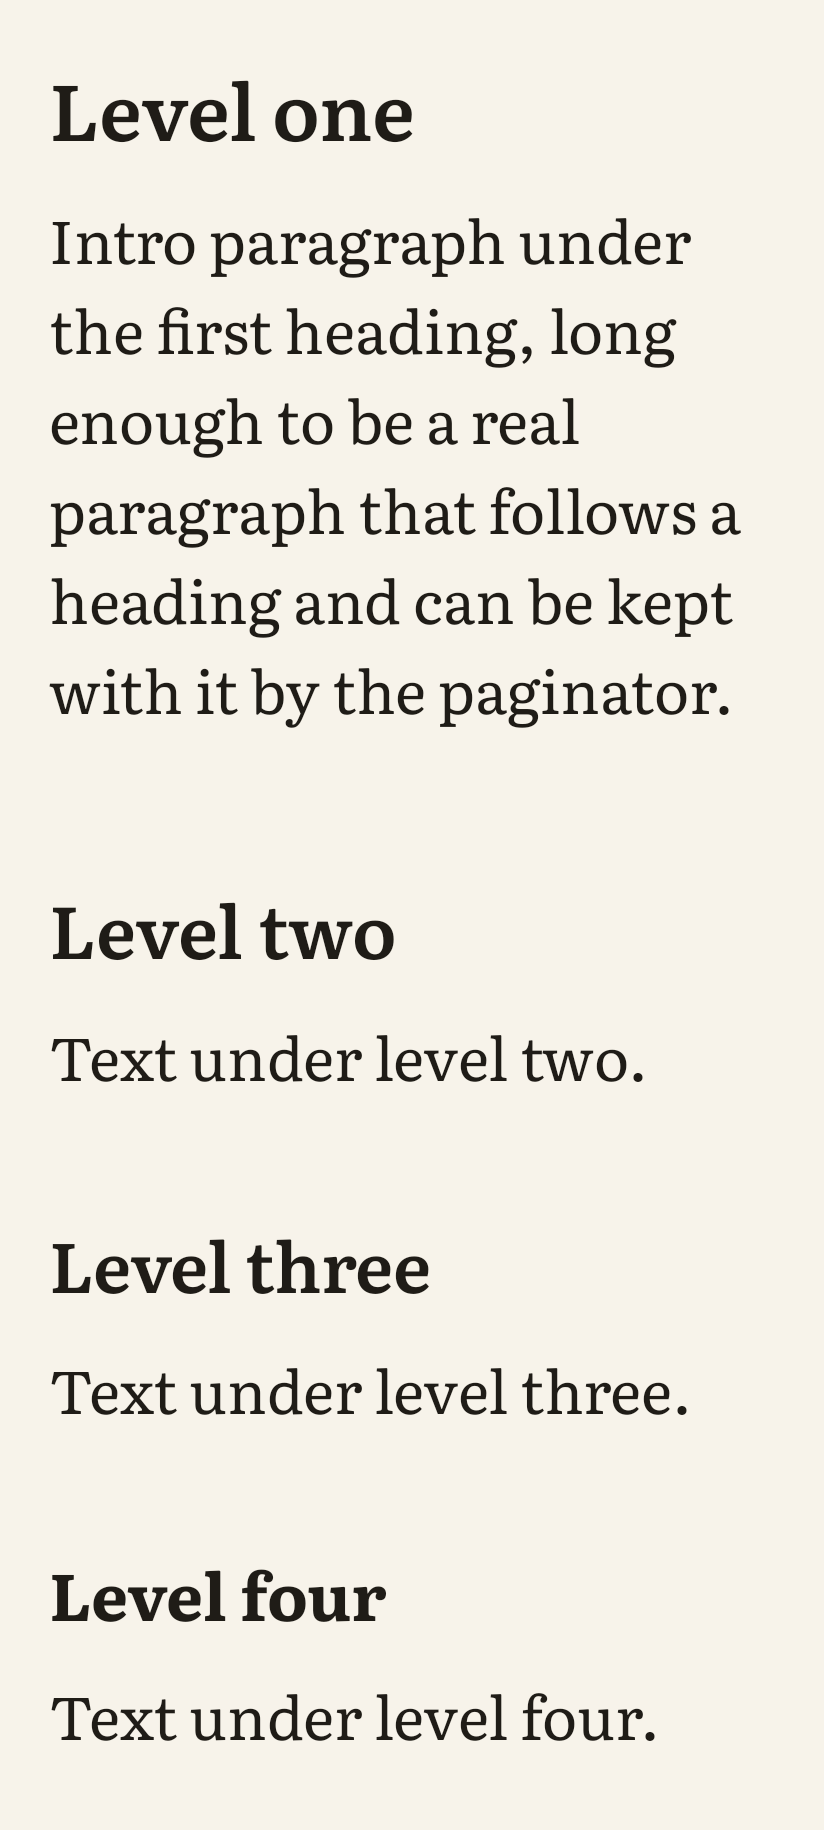 Level one
Intro paragraph under
the first heading, long
enough to be a real
paragraph that follows a
heading and can be kept
with it by the paginator.
Level two
Text under level two.
Level three
Text under level three.
Level four
Text under level four.